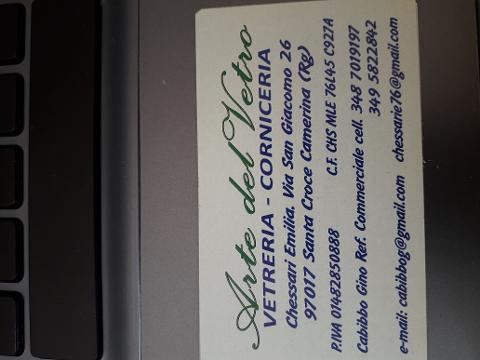 Arte del Vetro
VETRERIA - CORNICERIA
Chessari Emilia, Via San Giacomo 26
97017 Santa Croce Camerina (Rg)
P.IVA 01482850888 C.F. CHS MLE 76L45 C927A
Cabibbo Gino Ref. Commerciale cell. 348 7019197
349 5822842
e-mail: cabibbog@gmail.com chessarie76@gmail.com